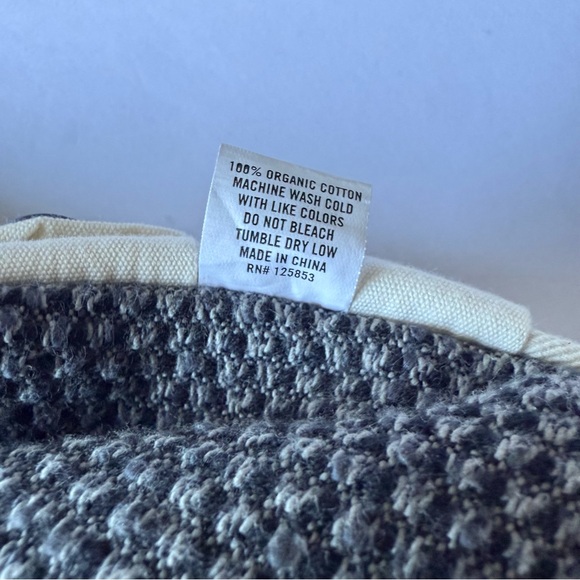 100% ORGANIC COTTON
MACHINE WASH COLD
WITH LIKE COLORS
DO NOT BLEACH
TUMBLE DRY LOW
MADE IN CHINA
RN# 125853